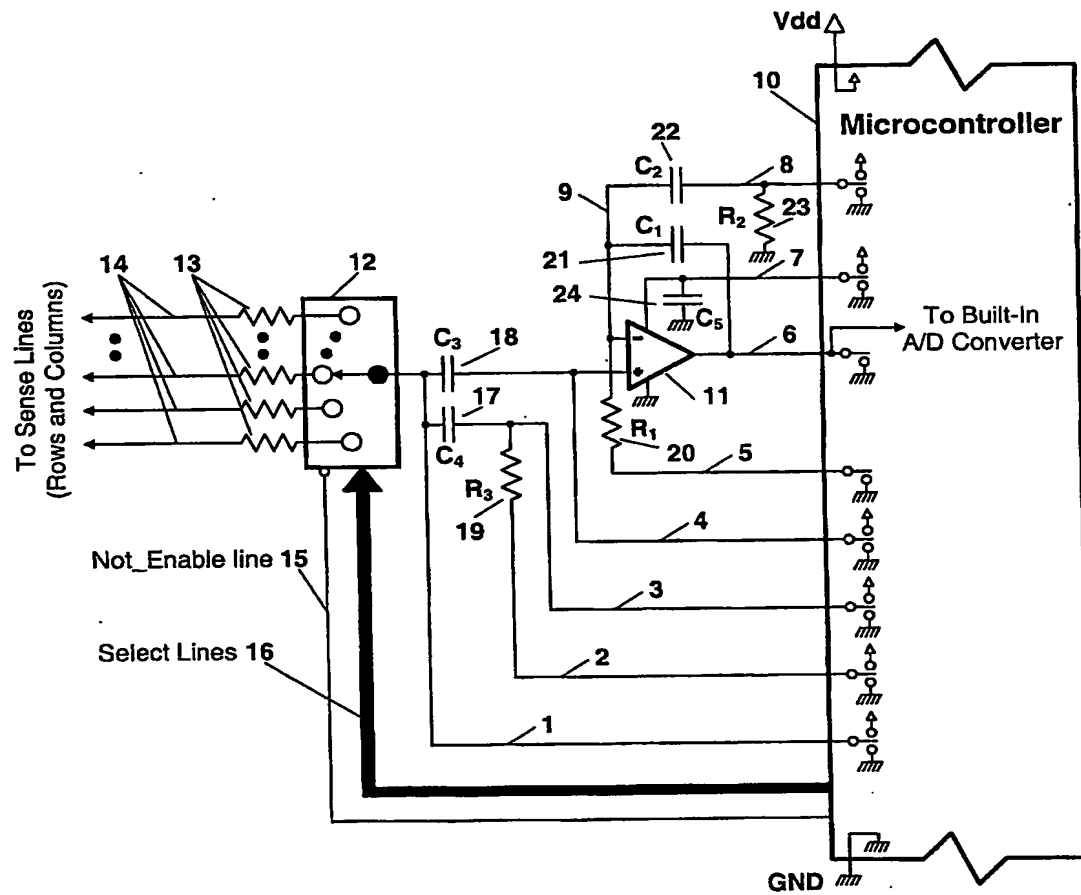 Vdd
10
Microcontroller
22
C2
8
9
R2
23
C1
21
7
24
C5
14
13
12
To Sense Lines
(Rows and Columns)
C3
18
6
To Built-In
A/D Converter
11
17
C4
R1
20
5
R3
19
4
Not_Enable line 15
3
Select Lines 16
2
1
GND